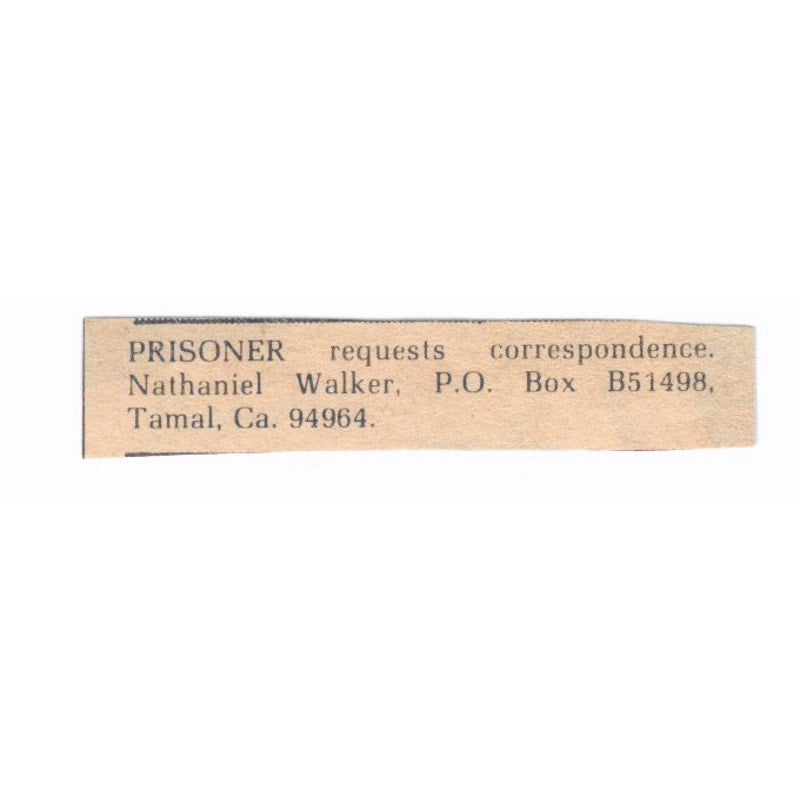 PRISONER requests correspondence.
Nathaniel Walker, P.O. Box B51498,
Tamal, Ca. 94964.